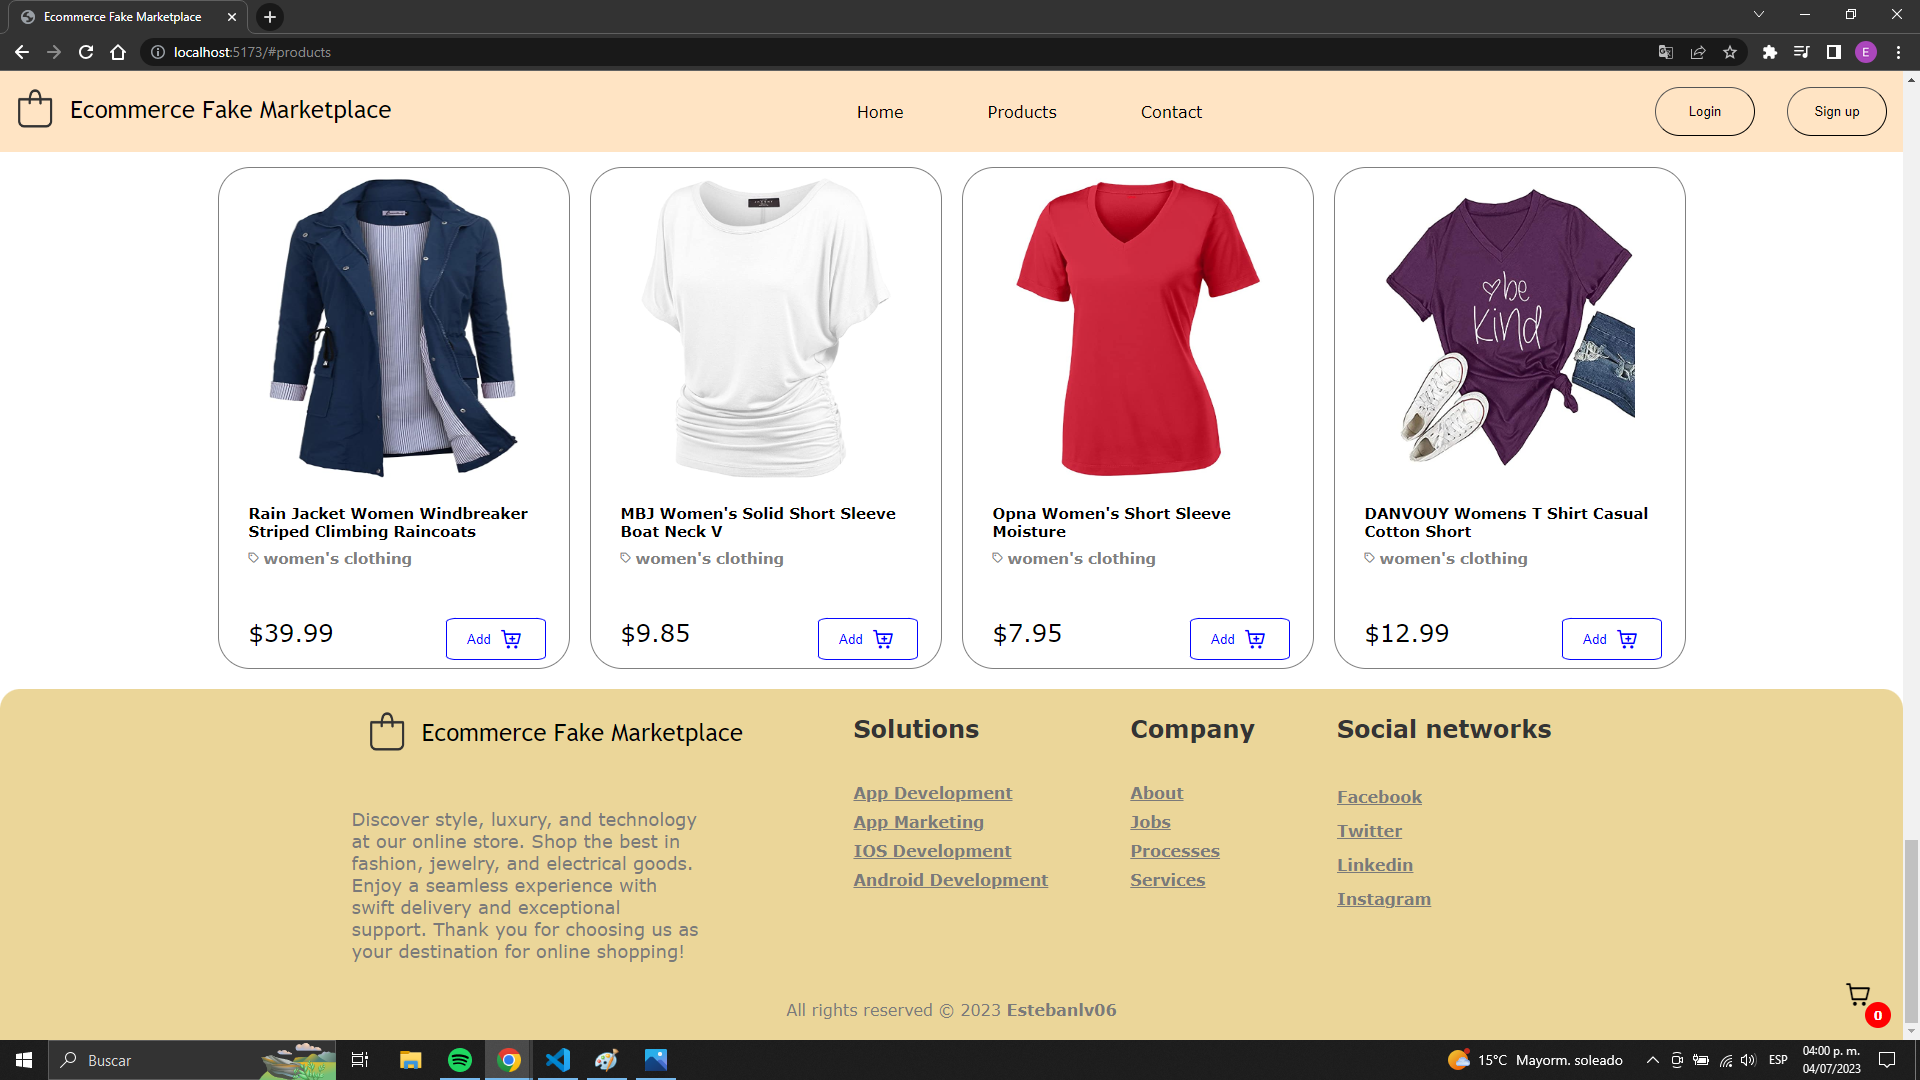 Ecommerce Fake Marketplace
localhost:5173/#products
E
Ecommerce Fake Marketplace
Home
Products
Contact
Login
Sign up
be
Kind
Rain Jacket Women Windbreaker
Striped Climbing Raincoats
women's clothing
$39.99
Add
MBJ Women's Solid Short Sleeve
Boat Neck V
women's clothing
$9.85
Add
Opna Women's Short Sleeve
Moisture
women's clothing
$7.95
Add
DANVOUY Womens T Shirt Casual
Cotton Short
women's clothing
$12.99
Add
Ecommerce Fake Marketplace
Discover style, luxury, and technology
at our online store. Shop the best in
fashion, jewelry, and electrical goods.
Enjoy a seamless experience with
swift delivery and exceptional
support. Thank you for choosing us as
your destination for online shopping!
Solutions
App Development
App Marketing
IOS Development
Android Development
Company
About
Jobs
Processes
Services
Social networks
Facebook
Twitter
Linkedin
Instagram
All rights reserved © 2023 Estebanlv06
0
Buscar
15°C Mayorm. soleado
ESP
04:00 p. m.
04/07/2023